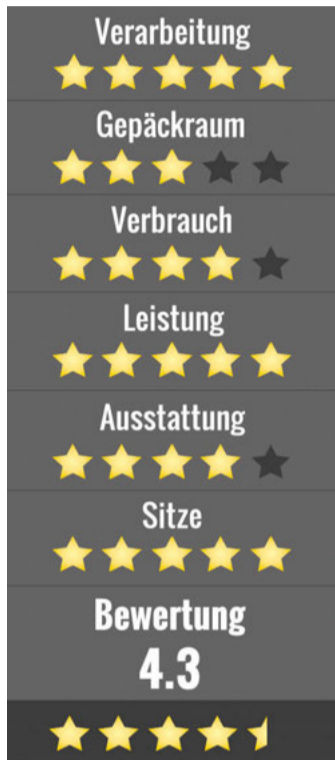 Verarbeitung
Gepäckraum
Verbrauch
Leistung
Ausstattung
Sitze
Bewertung
4.3